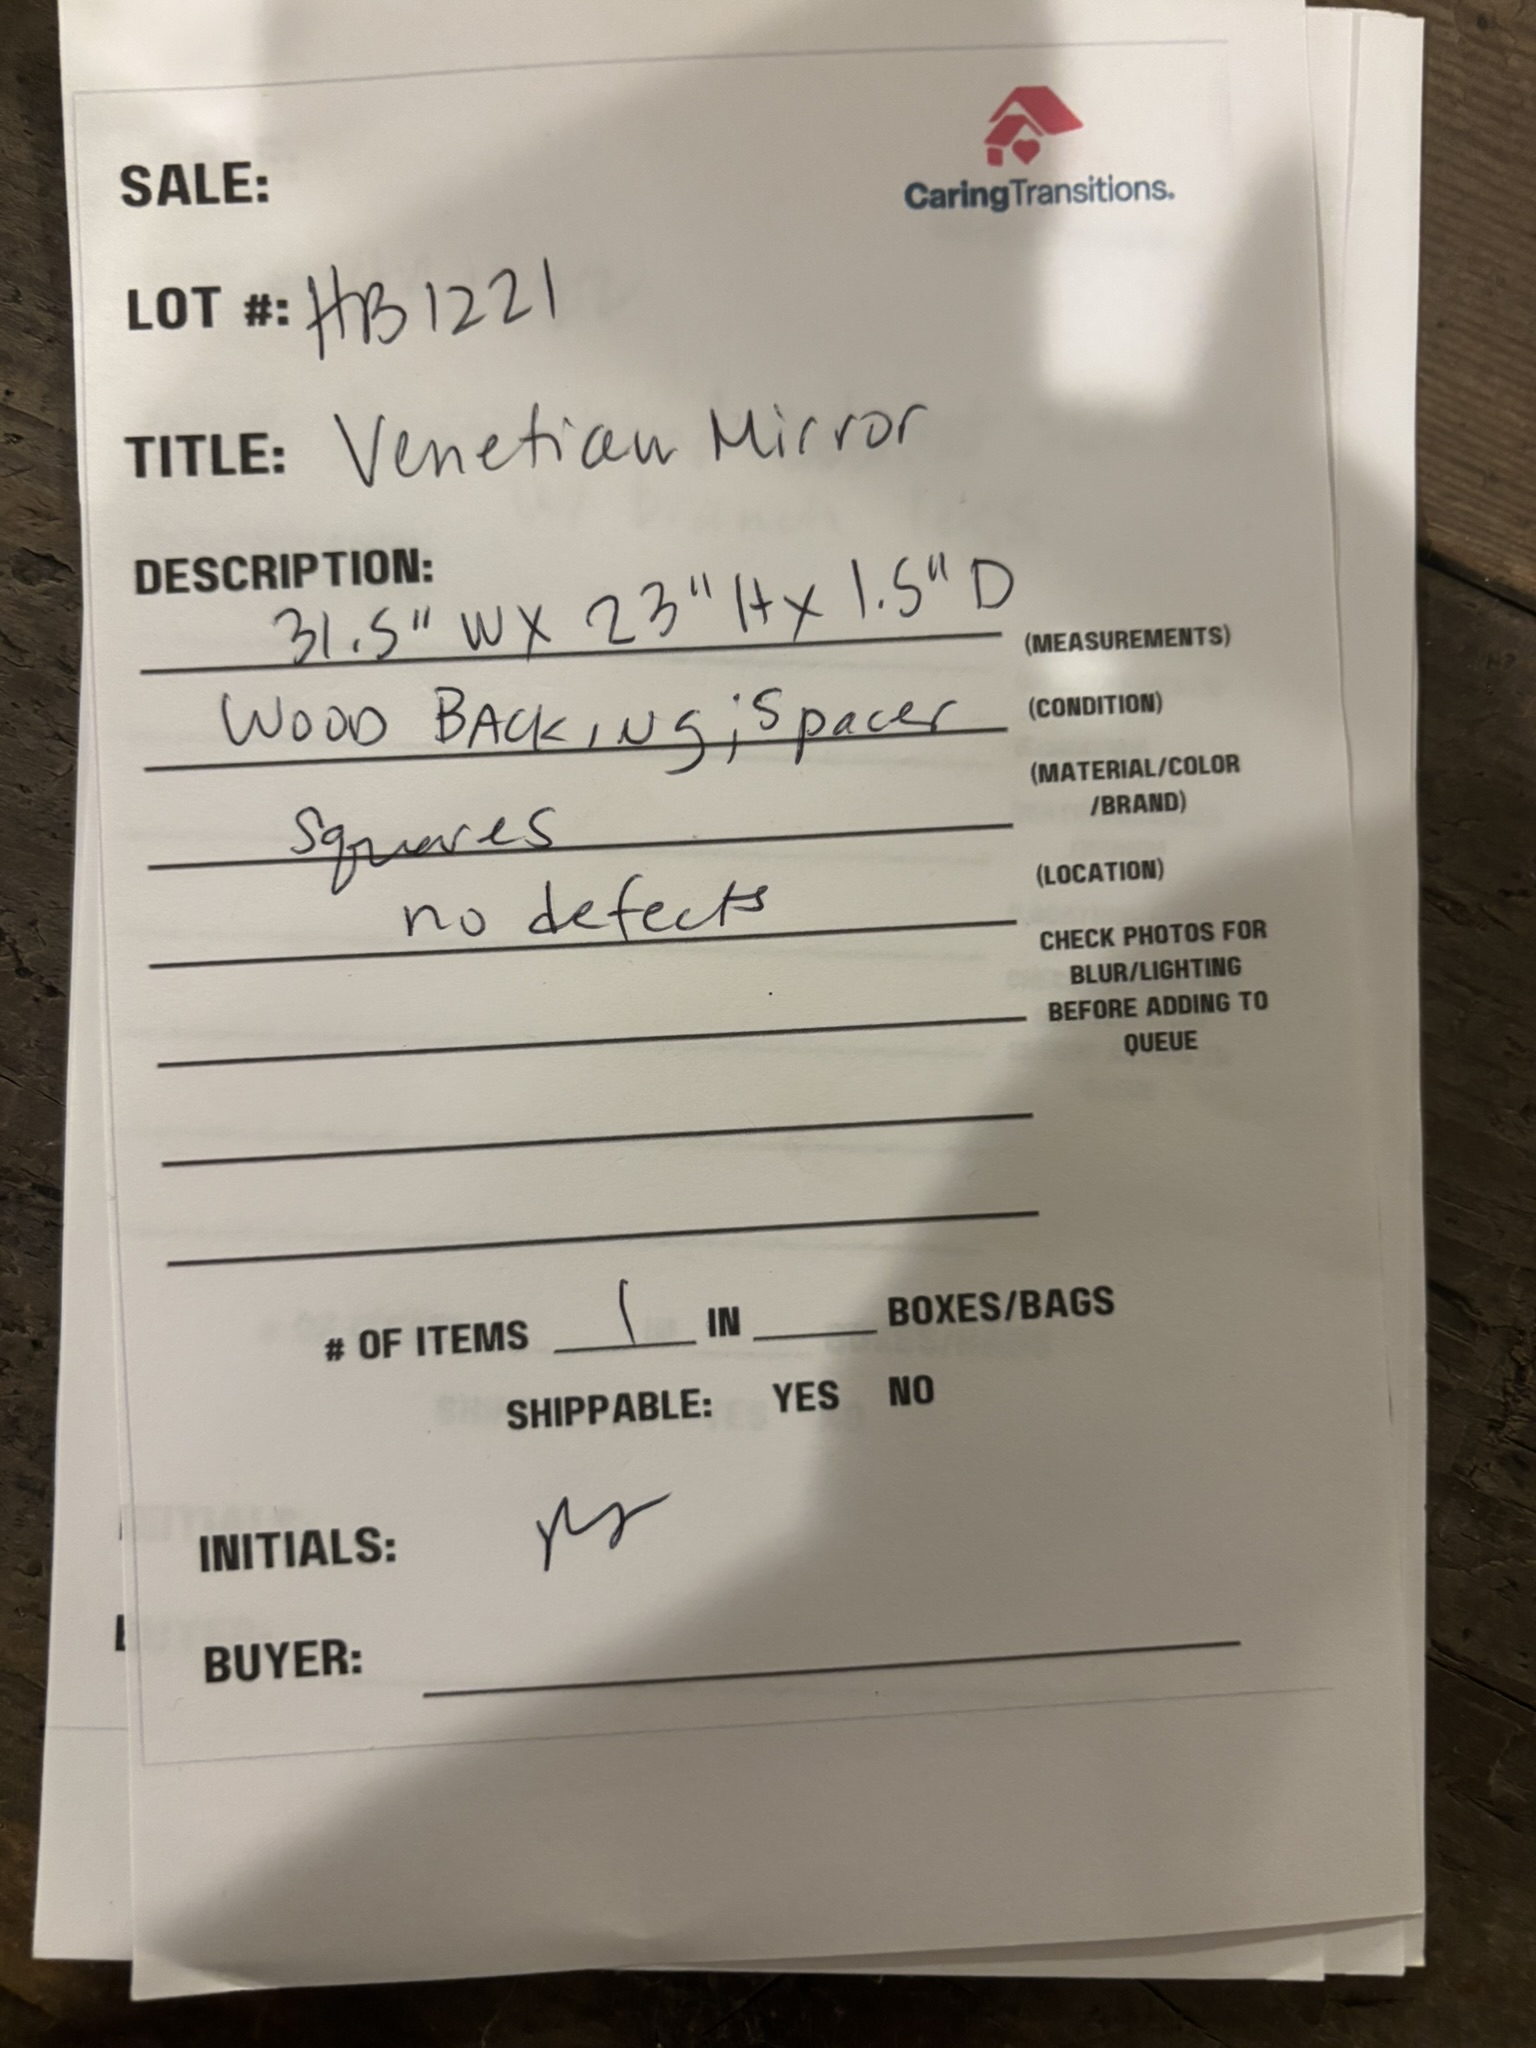 CaringTransitions.
SALE:
LOT #: HB1221
TITLE: Venetian Mirror
DESCRIPTION:
31.5" W X 23" H X 1.5" D (MEASUREMENTS)
WOOD BACKING; Spacer (CONDITION)
(MATERIAL/COLOR
/BRAND)
Squares
(LOCATION)
no defects
CHECK PHOTOS FOR
BLUR/LIGHTING
BEFORE ADDING TO
QUEUE
# OF ITEMS 1 IN ____ BOXES/BAGS
SHIPPABLE: YES NO
INITIALS:
BUYER: